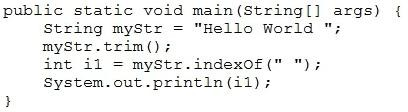 public static void main(String[] args) {
    String myStr = "Hello World ";
    myStr.trim();
    int i1 = myStr.indexOf(" ");
    System.out.println(i1);
}